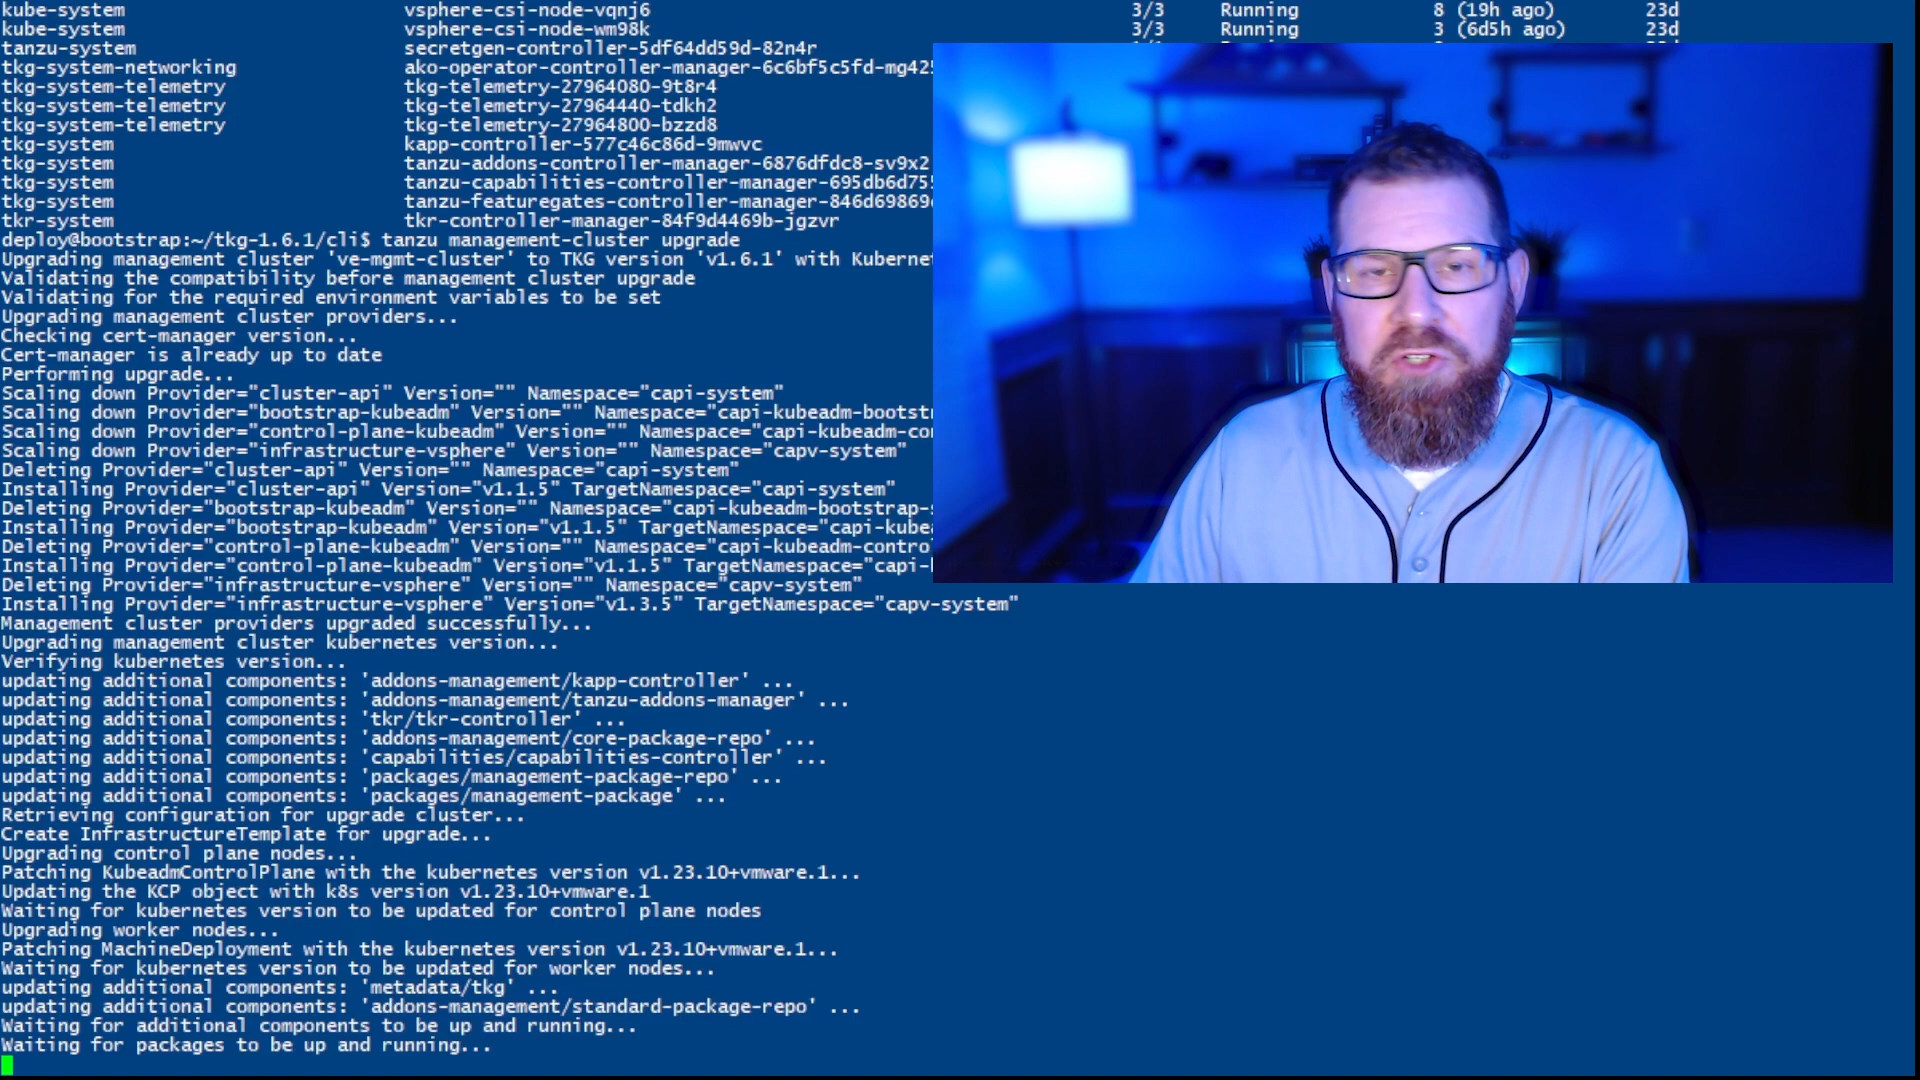 kube-system vsphere-csi-node-vqnj6 3/3 Running 8 (19h ago) 23d
kube-system vsphere-csi-node-wm98k 3/3 Running 3 (6d5h ago) 23d
tanzu-system secretgen-controller-5df64dd59d-82n4r
tkg-system-networking ako-operator-controller-manager-6c6bf5c5fd-mg425
tkg-system-telemetry tkg-telemetry-27964080-9t8r4
tkg-system-telemetry tkg-telemetry-27964440-tdkh2
tkg-system-telemetry tkg-telemetry-27964800-bzzd8
tkg-system kapp-controller-577c46c86d-9mwvc
tkg-system tanzu-addons-controller-manager-6876dfdc8-sv9x2
tkg-system tanzu-capabilities-controller-manager-695db6d755
tkg-system tanzu-featuregates-controller-manager-846d69869
tkr-system tkr-controller-manager-84f9d4469b-jgzvr
deploy@bootstrap:~/tkg-1.6.1/cli$ tanzu management-cluster upgrade
Upgrading management cluster 've-mgmt-cluster' to TKG version 'v1.6.1' with Kubernet
Validating the compatibility before management cluster upgrade
Validating for the required environment variables to be set
Upgrading management cluster providers...
Checking cert-manager version...
Cert-manager is already up to date
Performing upgrade...
Scaling down Provider="cluster-api" Version="" Namespace="capi-system"
Scaling down Provider="bootstrap-kubeadm" Version="" Namespace="capi-kubeadm-bootstr
Scaling down Provider="control-plane-kubeadm" Version="" Namespace="capi-kubeadm-con
Scaling down Provider="infrastructure-vsphere" Version="" Namespace="capv-system"
Deleting Provider="cluster-api" Version="" Namespace="capi-system"
Installing Provider="cluster-api" Version="v1.1.5" TargetNamespace="capi-system"
Deleting Provider="bootstrap-kubeadm" Version="" Namespace="capi-kubeadm-bootstrap-s
Installing Provider="bootstrap-kubeadm" Version="v1.1.5" TargetNamespace="capi-kubea
Deleting Provider="control-plane-kubeadm" Version="" Namespace="capi-kubeadm-control
Installing Provider="control-plane-kubeadm" Version="v1.1.5" TargetNamespace="capi-k
Deleting Provider="infrastructure-vsphere" Version="" Namespace="capv-system"
Installing Provider="infrastructure-vsphere" Version="v1.3.5" TargetNamespace="capv-system"
Management cluster providers upgraded successfully...
Upgrading management cluster kubernetes version...
Verifying kubernetes version...
updating additional components: 'addons-management/kapp-controller' ...
updating additional components: 'addons-management/tanzu-addons-manager' ...
updating additional components: 'tkr/tkr-controller' ...
updating additional components: 'addons-management/core-package-repo' ...
updating additional components: 'capabilities/capabilities-controller' ...
updating additional components: 'packages/management-package-repo' ...
updating additional components: 'packages/management-package' ...
Retrieving configuration for upgrade cluster...
Create InfrastructureTemplate for upgrade...
Upgrading control plane nodes...
Patching KubeadmControlPlane with the kubernetes version v1.23.10+vmware.1...
Updating the KCP object with k8s version v1.23.10+vmware.1
Waiting for kubernetes version to be updated for control plane nodes
Upgrading worker nodes...
Patching MachineDeployment with the kubernetes version v1.23.10+vmware.1...
Waiting for kubernetes version to be updated for worker nodes...
updating additional components: 'metadata/tkg' ...
updating additional components: 'addons-management/standard-package-repo' ...
Waiting for additional components to be up and running...
Waiting for packages to be up and running...